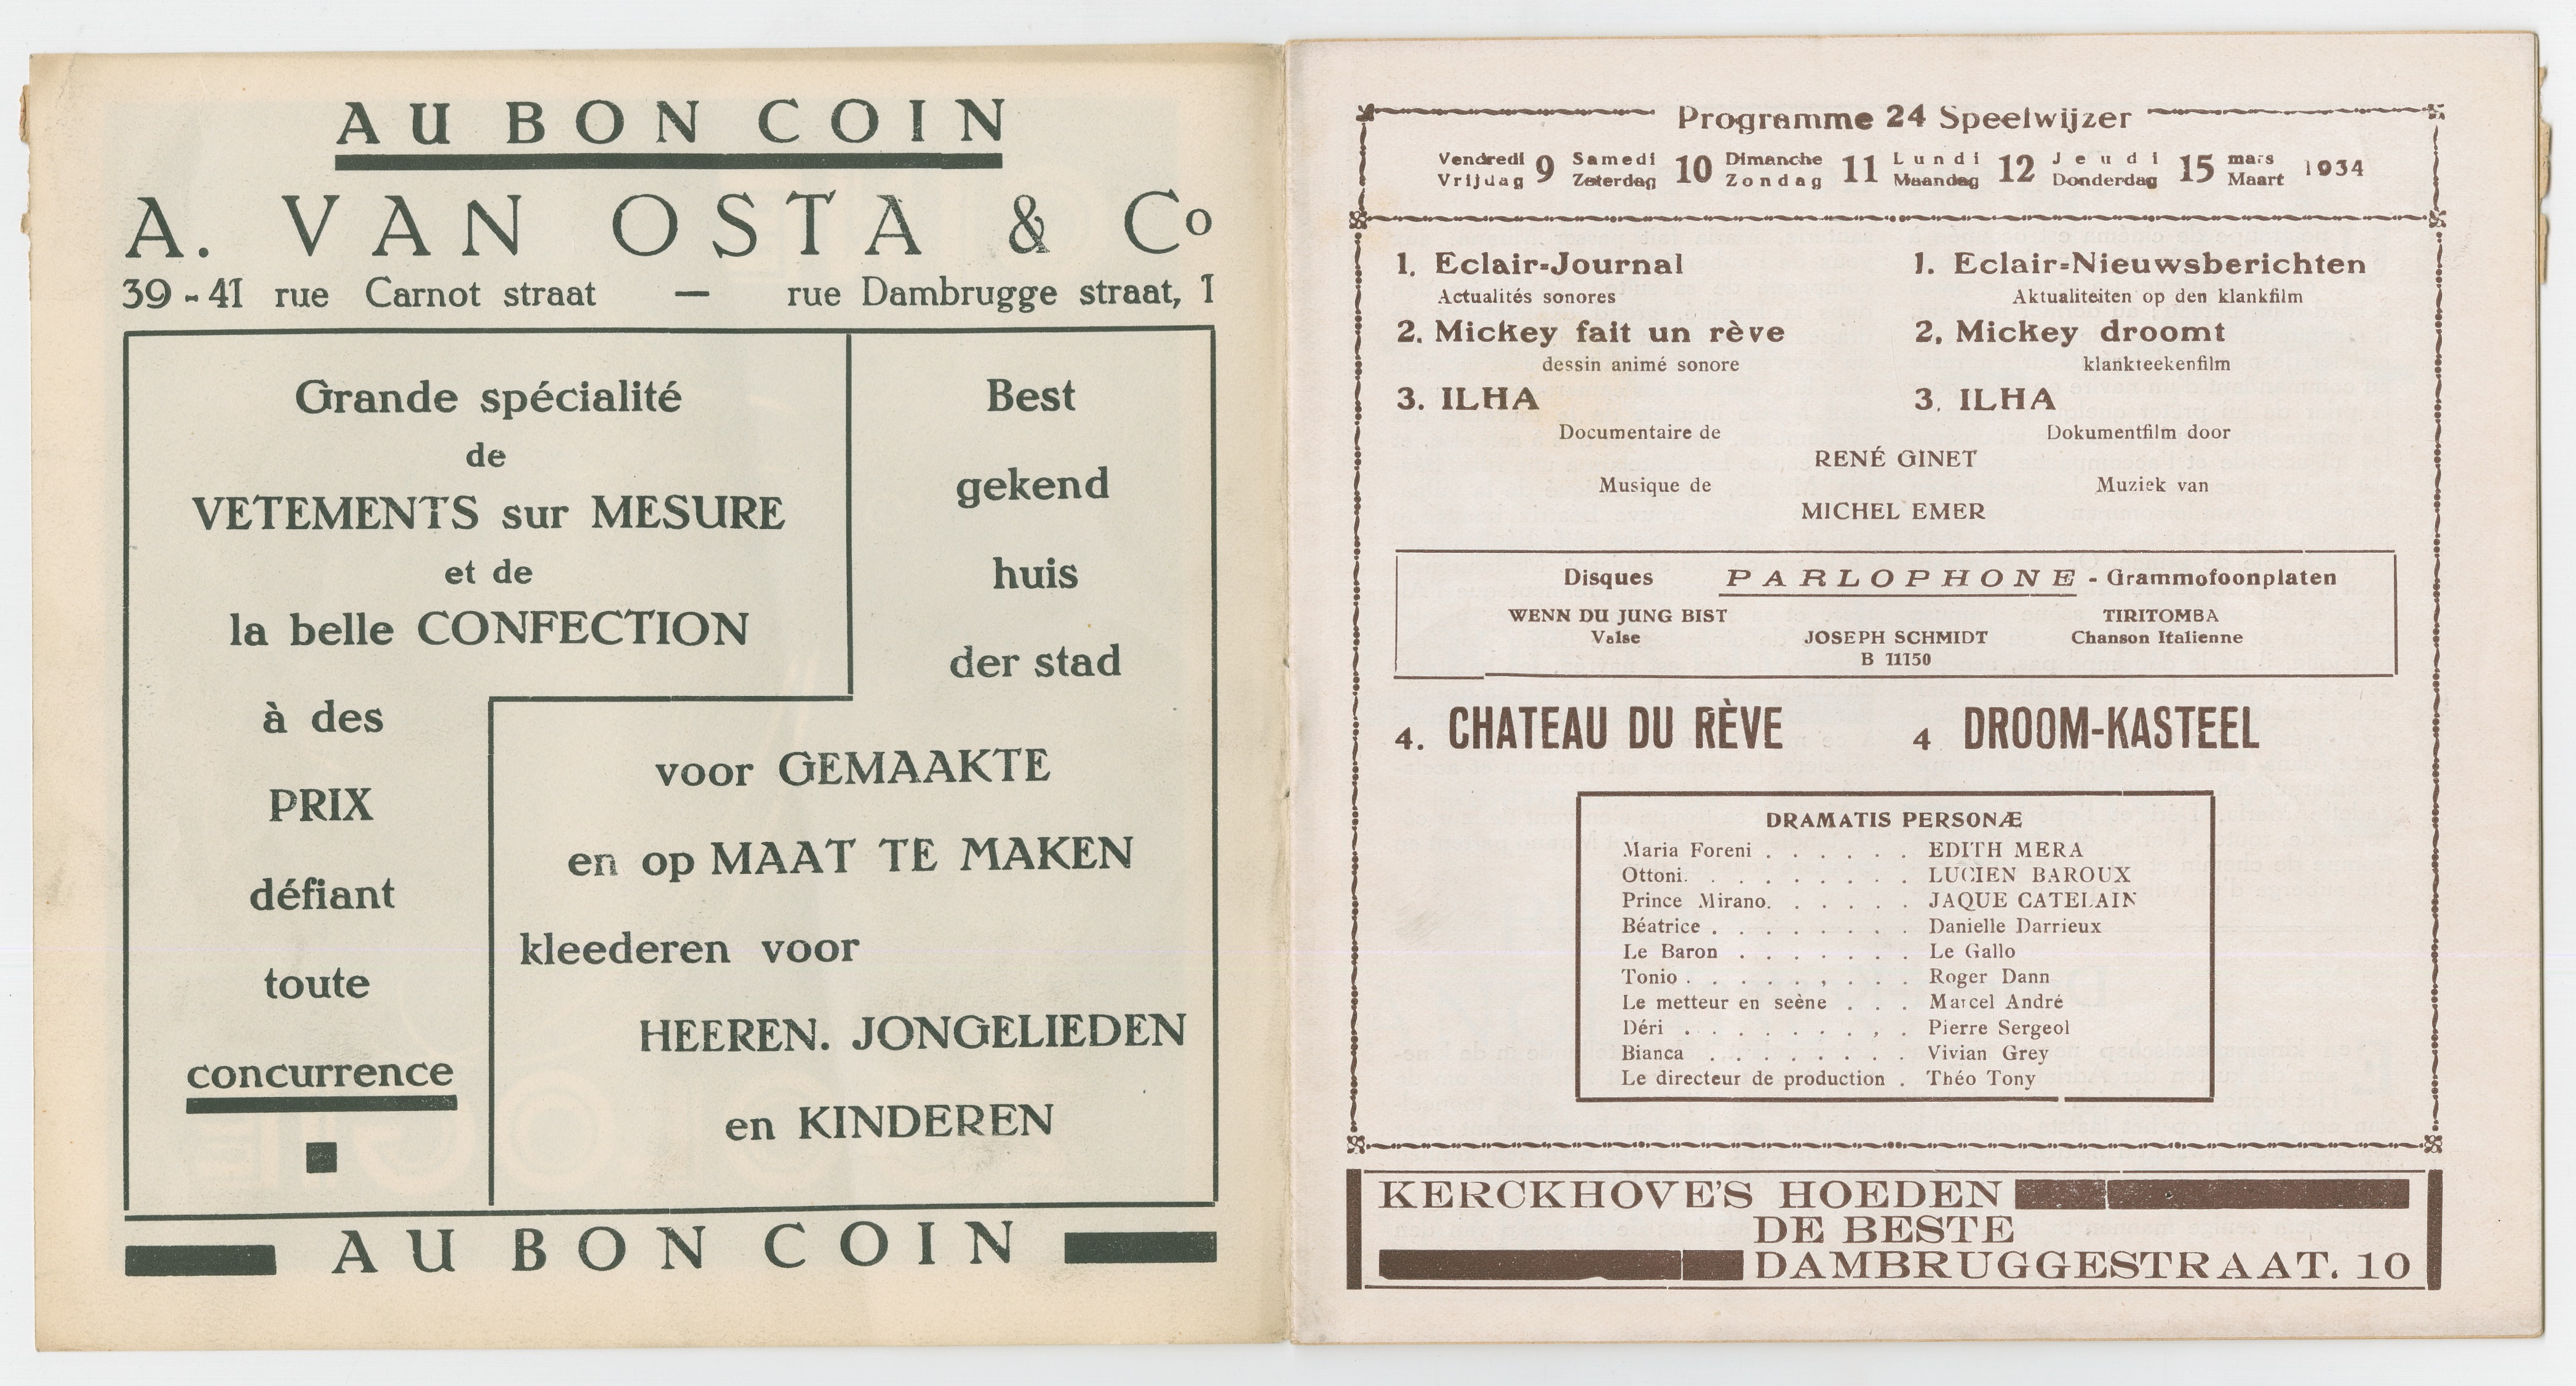 AU BON COIN
A. VAN OSTA & Co
39-41 rue Carnot straat — rue Dambrugge straat, 1
Grande spécialité
de
VETEMENTS sur MESURE
et de
la belle CONFECTION
à des
PRIX
défiant
toute
concurrence
Best
gekend
huis
der stad
voor GEMAAKTE
en op MAAT TE MAKEN
kleederen voor
HEEREN. JONGELIEDEN
en KINDEREN
AU BON COIN
Programme 24 Speelwijzer
Vendredi Vrijdag 9 Samedi Zaterdag 10 Dimanche Zondag 11 Lundi Maandag 12 Jeudi Donderdag 15 mars Maart 1934
1. Eclair-Journal
Actualités sonores
2. Mickey fait un rève
dessin animé sonore
3. ILHA
Documentaire de
1. Eclair-Nieuwsberichten
Aktualiteiten op den klankfilm
2. Mickey droomt
klankteekenfilm
3. ILHA
Dokumentfilm door
RENÉ GINET
Musique de Muziek van
MICHEL EMER
Disques PARLOPHONE - Grammofoonplaten
WENN DU JUNG BIST TIRITOMBA
Valse JOSEPH SCHMIDT Chanson Italienne
B 11150
4. CHATEAU DU RÈVE 4 DROOM-KASTEEL
DRAMATIS PERSONÆ
Maria Foreni . . . . . . EDITH MERA
Ottoni. . . . . . . . . LUCIEN BAROUX
Prince Mirano. . . . . . JAQUE CATELAIN
Béatrice . . . . . . . . Danielle Darrieux
Le Baron . . . . . . . Le Gallo
Tonio . . . . . , . . . Roger Dann
Le metteur en seène . . . Marcel André
Déri . . . . . . . , . Pierre Sergeol
Bianca . . . . . . . . Vivian Grey
Le directeur de production . Théo Tony
KERCKHOVE'S HOEDEN
DE BESTE
DAMBRUGGESTRAAT. 10